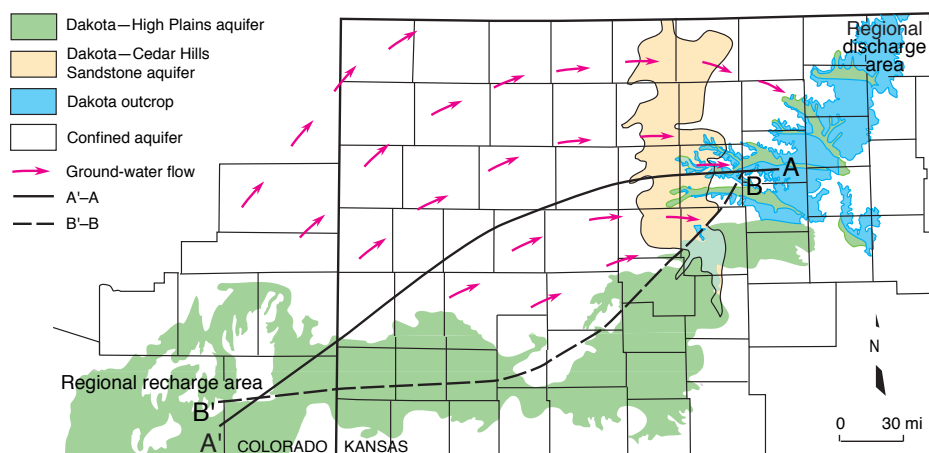 Dakota—High Plains aquifer
Dakota—Cedar Hills
Sandstone aquifer
Dakota outcrop
Confined aquifer
Ground-water flow
A'–A
B'–B
Regional
discharge
area
A
B
Regional recharge area
B'
A'
COLORADO
KANSAS
N
0 30 mi